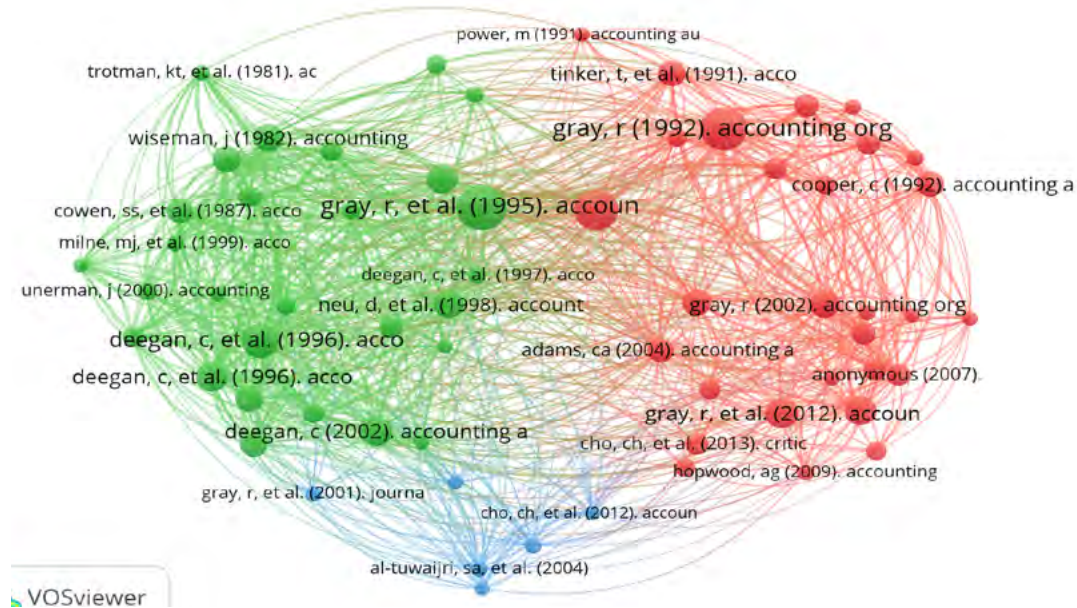 power, m (1991). accounting au
trotman, kt, et al. (1981). ac
tinker, t, et al. (1991). acco
gray, r (1992). accounting org
wiseman, j (1982). accounting
cooper, c (1992). accounting a
gray, r, et al. (1995). accoun
cowen, ss, et al. (1987). acco
milne, mj, et al. (1999). acco
deegan, c, et al. (1997). acco
unerman, j (2000). accounting
neu, d, et al. (1998). account
gray, r (2002). accounting org
deegan, c, et al. (1996). acco
adams, ca (2004). accounting a
deegan, c, et al. (1996). acco
anonymous (2007).
gray, r, et al. (2012). accoun
deegan, c (2002). accounting a
cho, ch, et al. (2013). critic
hopwood, ag (2009). accounting
gray, r, et al. (2001). journa
cho, ch, et al. (2012). accoun
al-tuwaijri, sa, et al. (2004)
VOSviewer